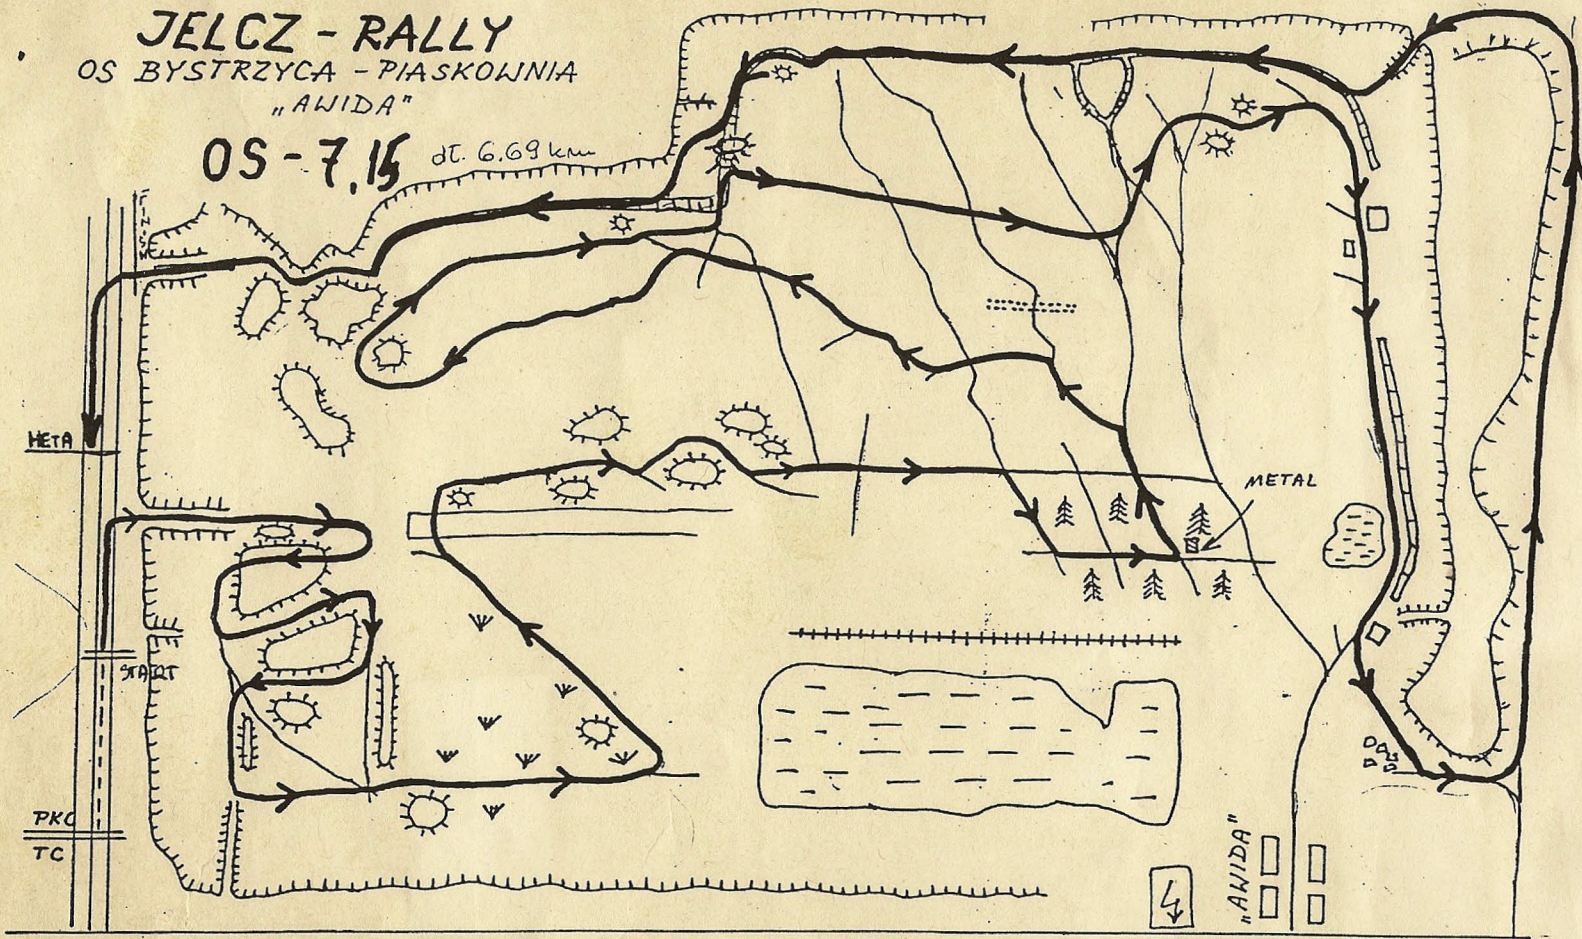 JELCZ - RALLY
OS BYSTRZYCA - PIASKOWNIA
„AWIDA"
OS - 7,15 dł. 6.69 km
FINISH
META
METAL
START
PKC
TC
„AWIDA"